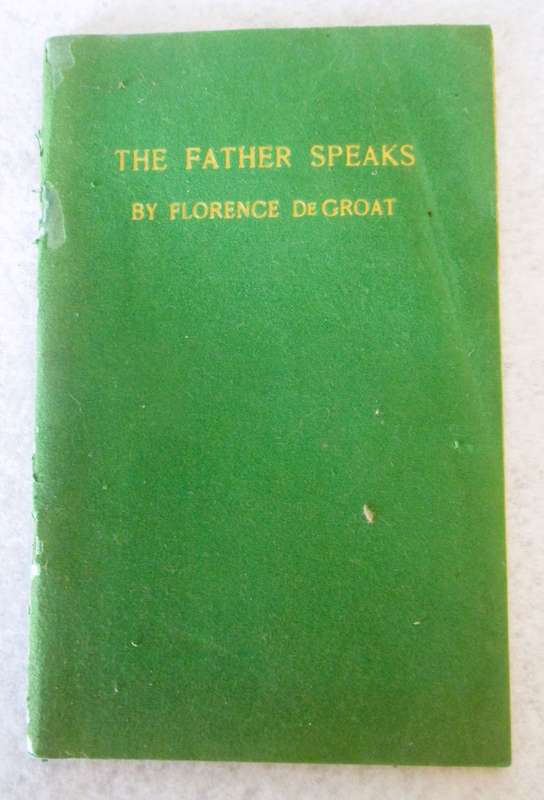 THE FATHER SPEAKS
BY FLORENCE DE GROAT